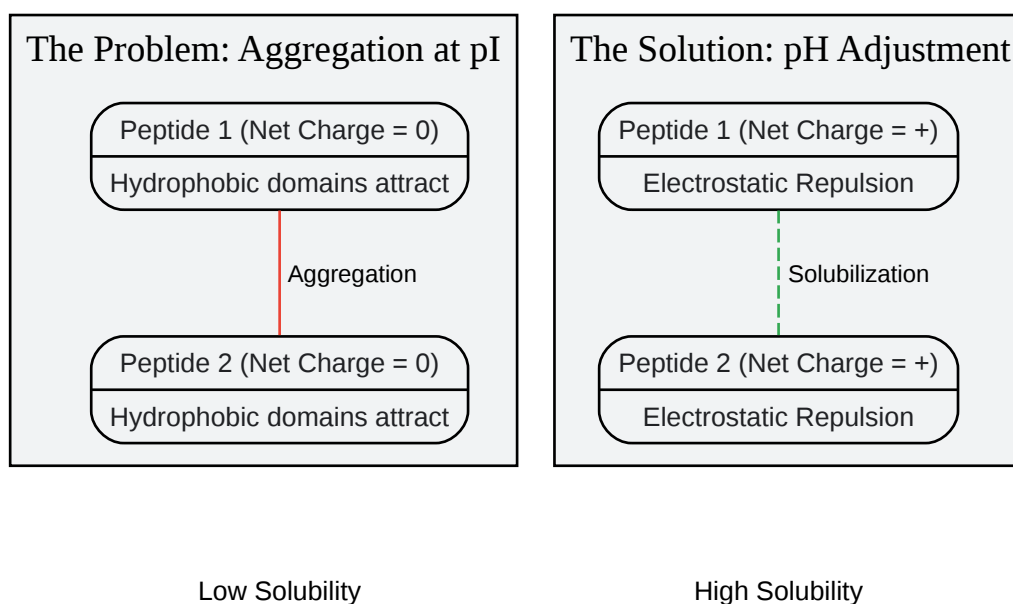 The Problem: Aggregation at pI
Peptide 1 (Net Charge = 0)
Hydrophobic domains attract
Aggregation
Peptide 2 (Net Charge = 0)
Hydrophobic domains attract
Low Solubility
The Solution: pH Adjustment
Peptide 1 (Net Charge = +)
Electrostatic Repulsion
Solubilization
Peptide 2 (Net Charge = +)
Electrostatic Repulsion
High Solubility